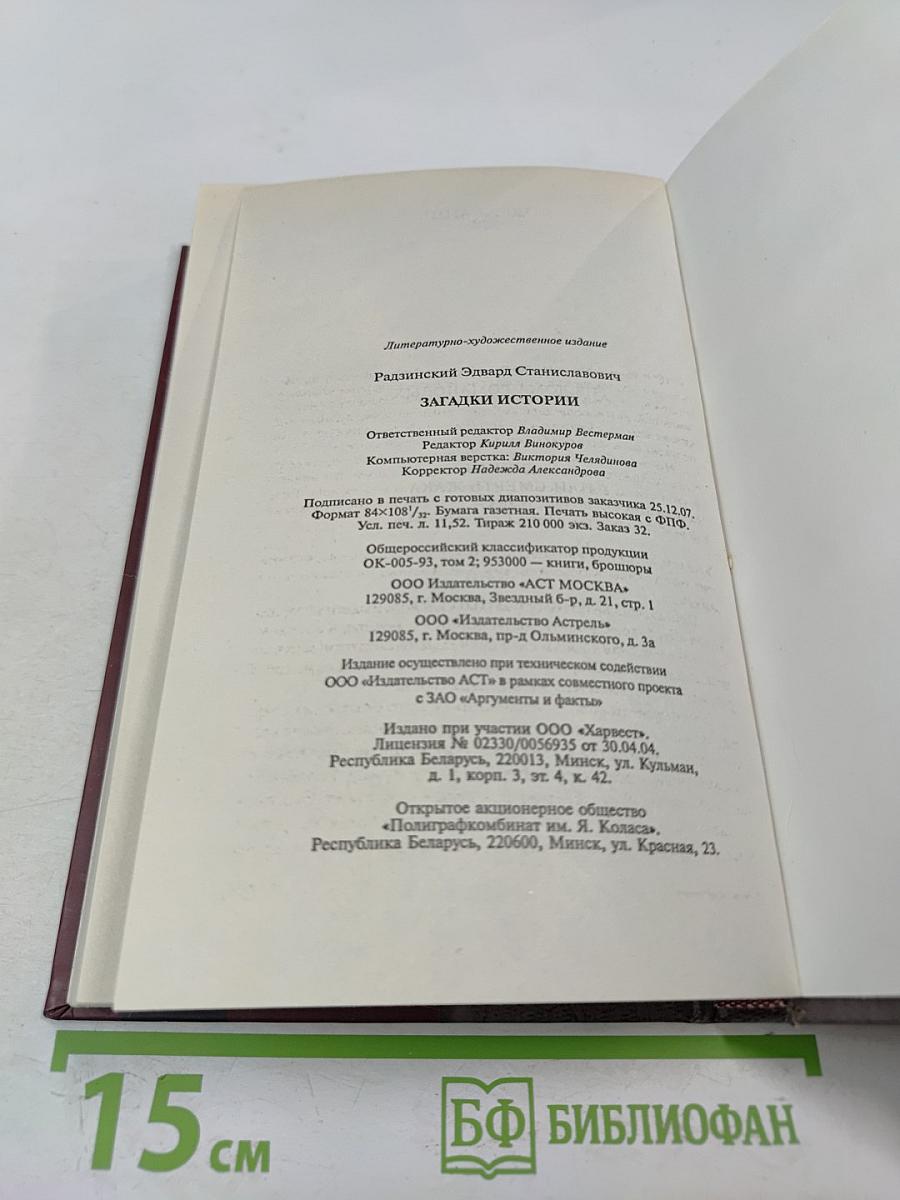 Литературно-художественное издание
Радзинский Эдвард Станиславович
ЗАГАДКИ ИСТОРИИ
Ответственный редактор Владимир Вестерман
Редактор Кирилл Винокуров
Компьютерная верстка: Виктория Челядинова
Корректор Надежда Александрова
Подписано в печать с готовых диапозитивов заказчика 25.12.07.
Формат 84×108¹/₃₂. Бумага газетная. Печать высокая с ФПФ.
Усл. печ. л. 11,52. Тираж 210 000 экз. Заказ 32.
Общероссийский классификатор продукции
ОК-005-93, том 2; 953000 — книги, брошюры
ООО Издательство «АСТ МОСКВА»
129085, г. Москва, Звездный б-р, д. 21, стр. 1
ООО «Издательство Астрель»
129085, г. Москва, пр-д Ольминского, д. 3а
Издание осуществлено при техническом содействии
ООО «Издательство АСТ» в рамках совместного проекта
с ЗАО «Аргументы и факты»
Издано при участии ООО «Харвест».
Лицензия № 02330/0056935 от 30.04.04.
Республика Беларусь, 220013, Минск, ул. Кульман,
д. 1, корп. 3, эт. 4, к. 42.
Открытое акционерное общество
«Полиграфкомбинат им. Я. Коласа».
Республика Беларусь, 220600, Минск, ул. Красная, 23.
15 см
БФ БИБЛИОФАН